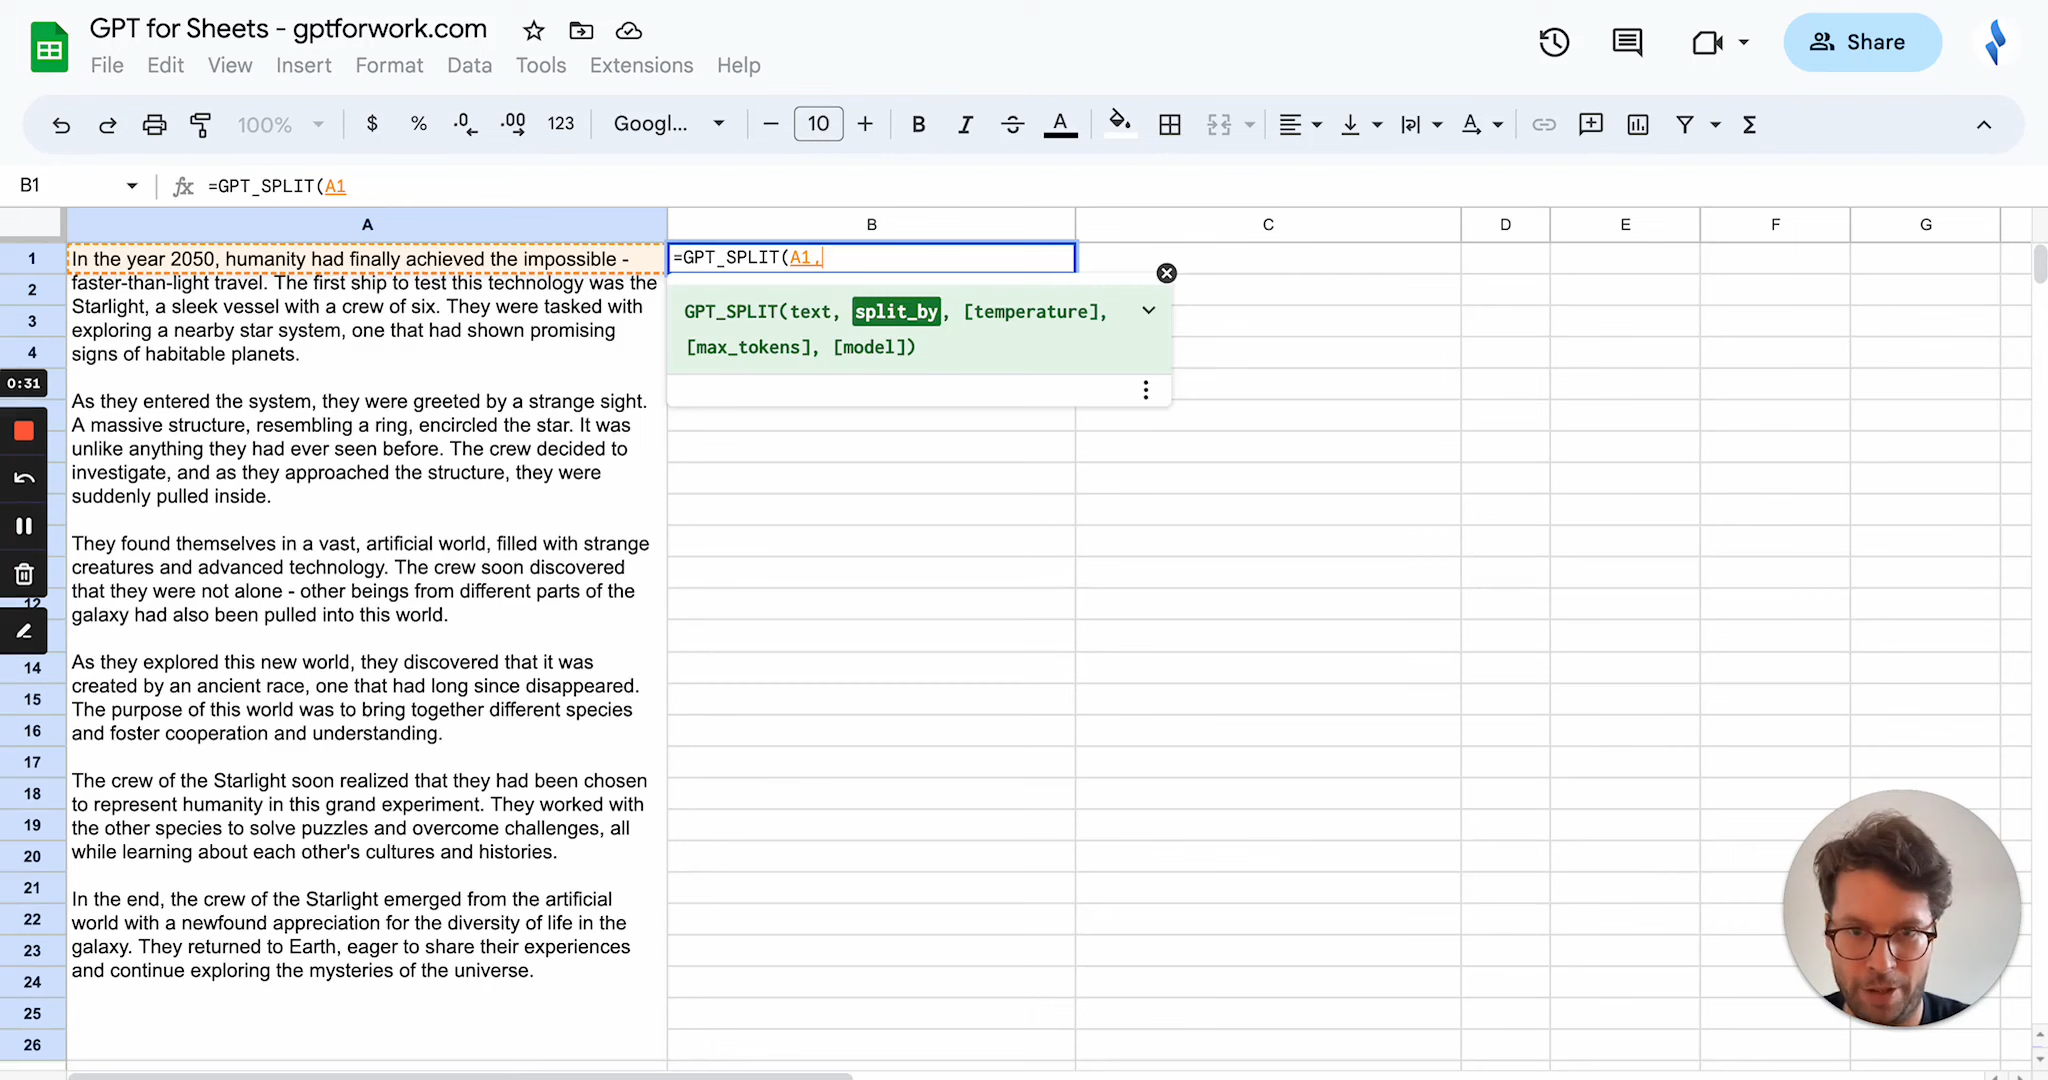 GPT for Sheets - gptforwork.com
File Edit View Insert Format Data Tools Extensions Help
Share
100% $ % .0 .00 123 Googl... 10 B I A
B1 fx =GPT_SPLIT(A1
A B C D E F G
1
2
3
4
12
14
15
16
17
18
19
20
21
22
23
24
25
26
0:31
In the year 2050, humanity had finally achieved the impossible -
faster-than-light travel. The first ship to test this technology was the
Starlight, a sleek vessel with a crew of six. They were tasked with
exploring a nearby star system, one that had shown promising
signs of habitable planets.
As they entered the system, they were greeted by a strange sight.
A massive structure, resembling a ring, encircled the star. It was
unlike anything they had ever seen before. The crew decided to
investigate, and as they approached the structure, they were
suddenly pulled inside.
They found themselves in a vast, artificial world, filled with strange
creatures and advanced technology. The crew soon discovered
that they were not alone - other beings from different parts of the
galaxy had also been pulled into this world.
As they explored this new world, they discovered that it was
created by an ancient race, one that had long since disappeared.
The purpose of this world was to bring together different species
and foster cooperation and understanding.
The crew of the Starlight soon realized that they had been chosen
to represent humanity in this grand experiment. They worked with
the other species to solve puzzles and overcome challenges, all
while learning about each other's cultures and histories.
In the end, the crew of the Starlight emerged from the artificial
world with a newfound appreciation for the diversity of life in the
galaxy. They returned to Earth, eager to share their experiences
and continue exploring the mysteries of the universe.
=GPT_SPLIT(A1,
GPT_SPLIT(text, split_by, [temperature],
[max_tokens], [model])